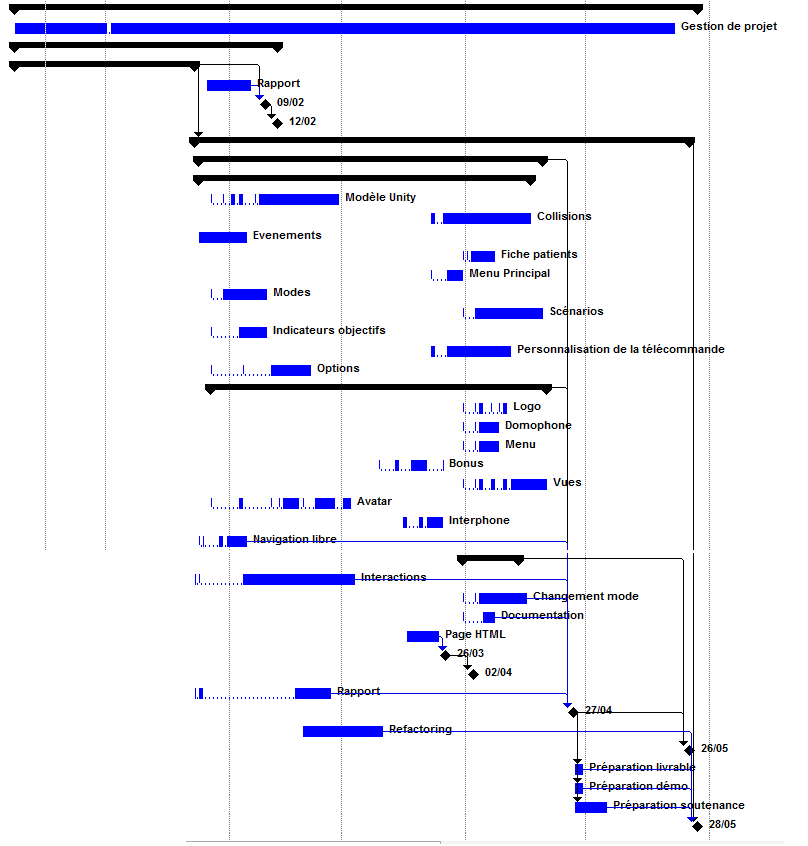 Gestion de projet
Rapport
09/02
12/02
Modèle Unity
Collisions
Evenements
Fiche patients
Menu Principal
Modes
Scénarios
Indicateurs objectifs
Personnalisation de la télécommande
Options
Logo
Domophone
Menu
Bonus
Vues
Avatar
Interphone
Navigation libre
Interactions
Changement mode
Documentation
Page HTML
26/03
02/04
Rapport
27/04
Refactoring
26/05
Préparation livrable
Préparation démo
Préparation soutenance
28/05